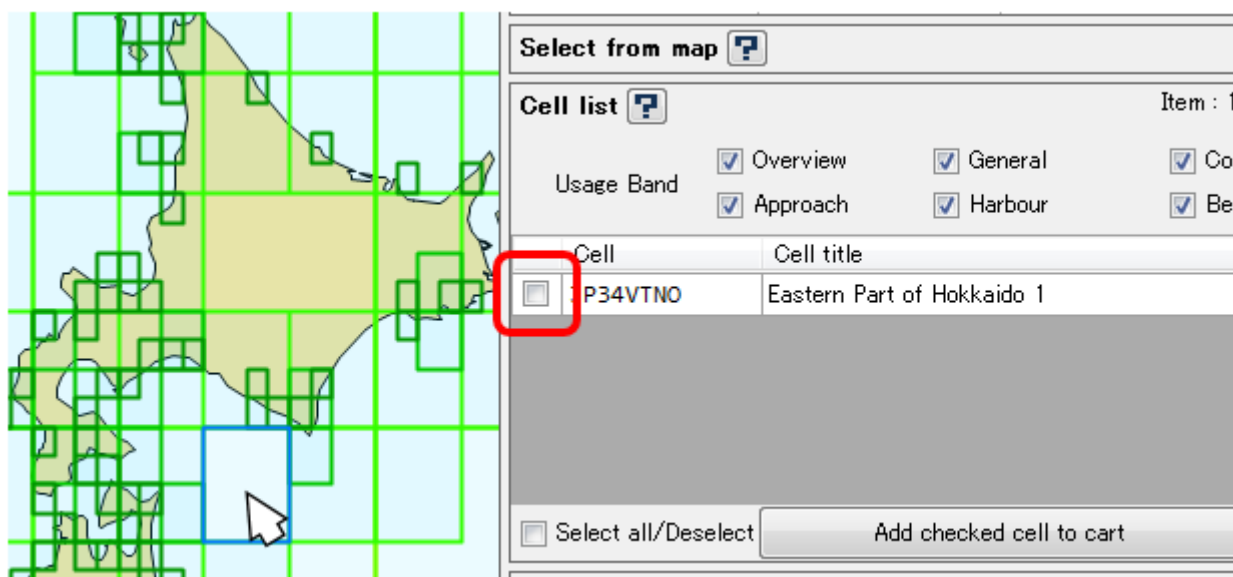 Select from map ?
Cell list ?
Item : 1
Usage Band
Overview
General
Co
Approach
Harbour
Be
Cell
Cell title
P34VTNO
Eastern Part of Hokkaido 1
Select all/Deselect
Add checked cell to cart